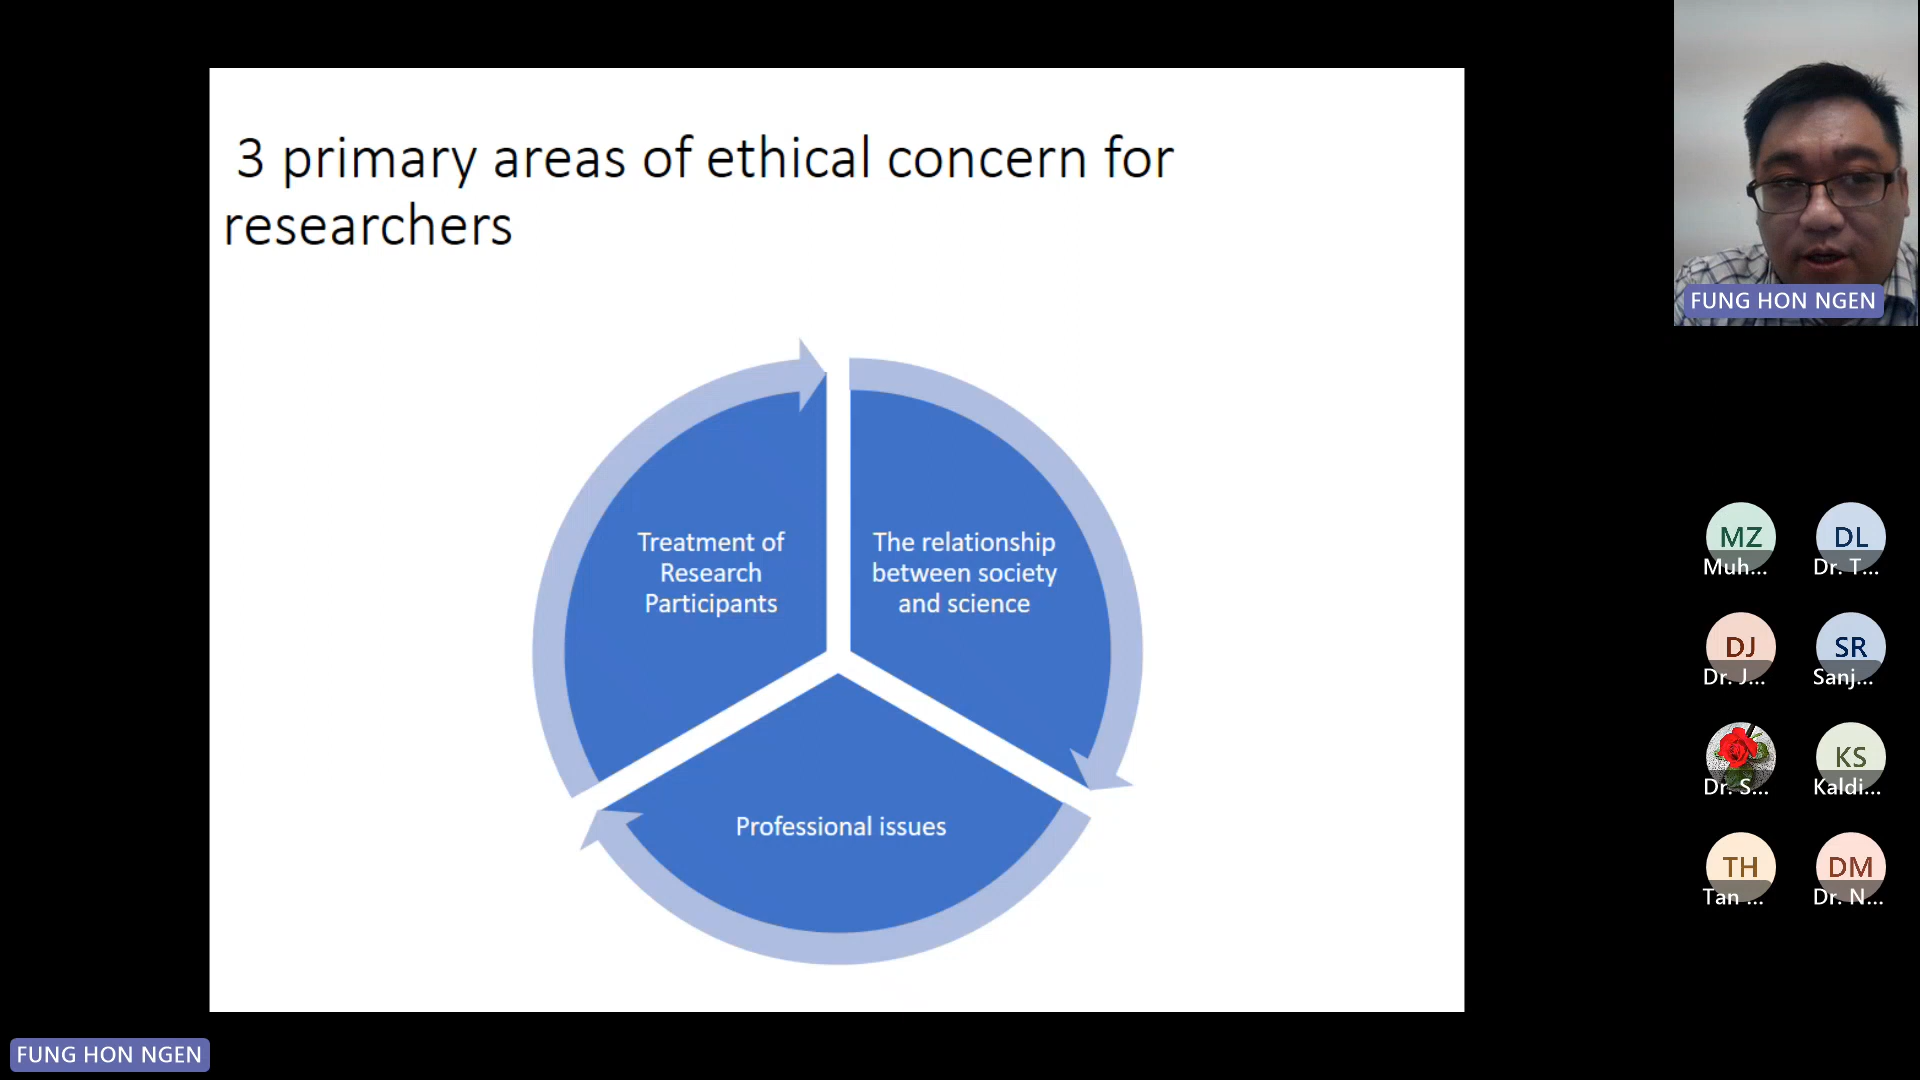 3 primary areas of ethical concern for
researchers
Treatment of
Research
Participants
The relationship
between society
and science
Professional issues
FUNG HON NGEN
MZ
Muh...
DL
Dr. T...
DJ
Dr. J...
SR
Sanj...
Dr. S...
KS
Kaldi...
TH
Tan ...
DM
Dr. N...
FUNG HON NGEN